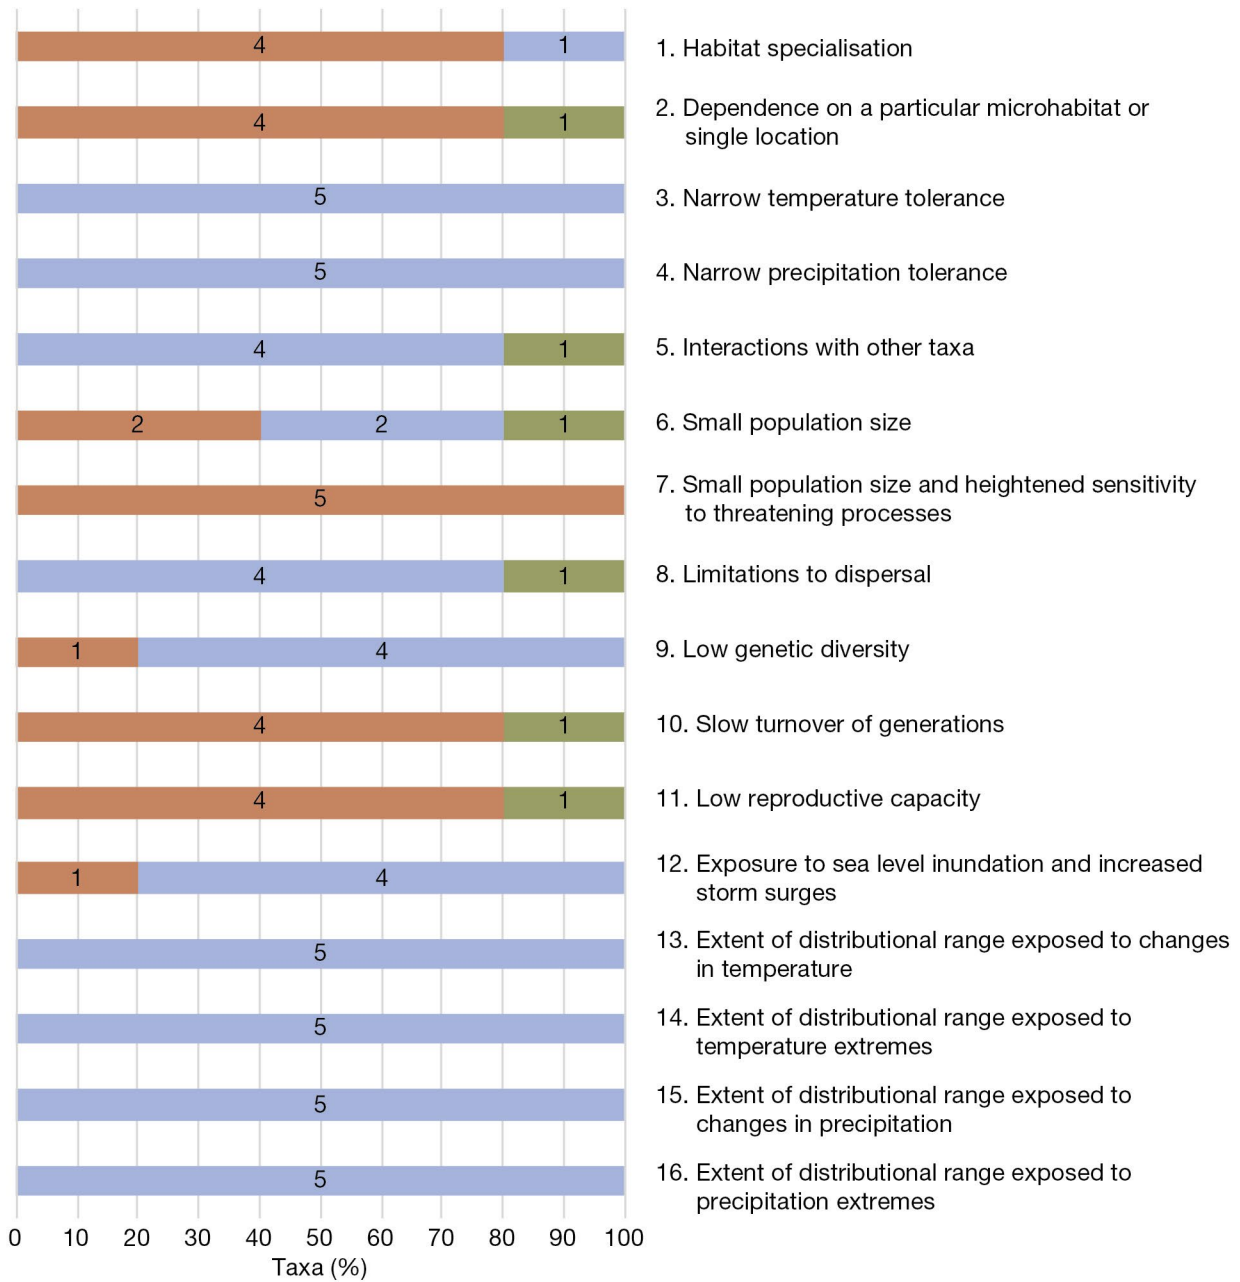 4 1 1. Habitat specialisation
4 1 2. Dependence on a particular microhabitat or
single location
5 3. Narrow temperature tolerance
5 4. Narrow precipitation tolerance
4 1 5. Interactions with other taxa
2 2 1 6. Small population size
5 7. Small population size and heightened sensitivity
to threatening processes
4 1 8. Limitations to dispersal
1 4 9. Low genetic diversity
4 1 10. Slow turnover of generations
4 1 11. Low reproductive capacity
1 4 12. Exposure to sea level inundation and increased
storm surges
5 13. Extent of distributional range exposed to changes
in temperature
5 14. Extent of distributional range exposed to
temperature extremes
5 15. Extent of distributional range exposed to
changes in precipitation
5 16. Extent of distributional range exposed to
precipitation extremes
0 10 20 30 40 50 60 70 80 90 100
Taxa (%)